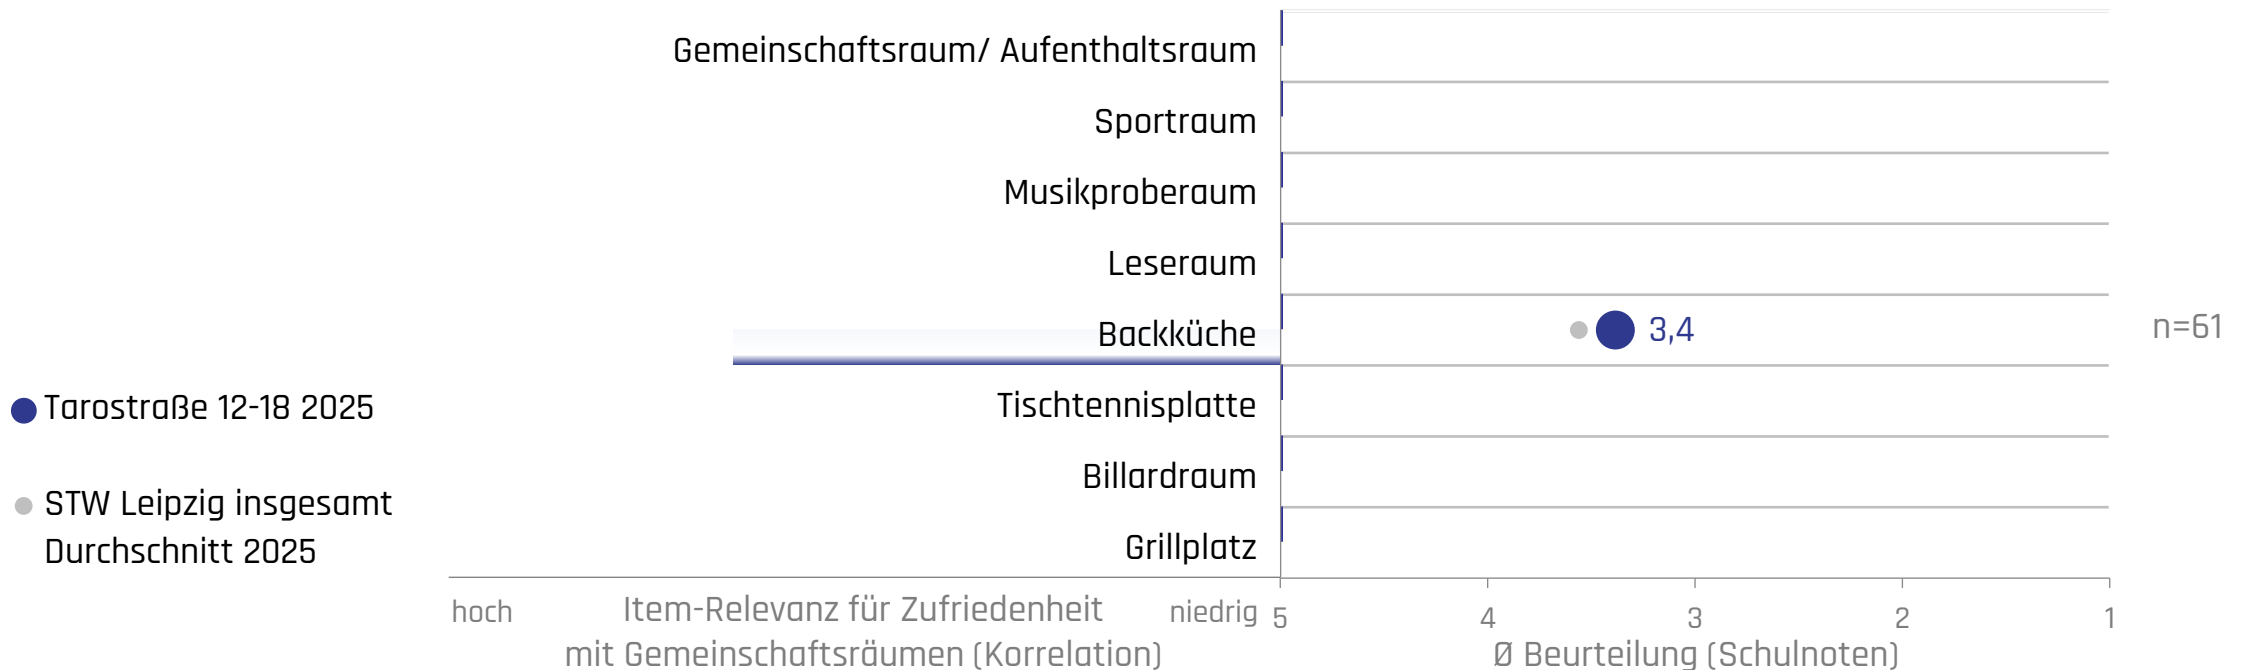 Gemeinschaftsraum/ Aufenthaltsraum
Sportraum
Musikproberaum
Leseraum
Backküche
3,4
n=61
Tischtennisplatte
Billardraum
Grillplatz
Tarostraße 12-18 2025
STW Leipzig insgesamt
Durchschnitt 2025
hoch
Item-Relevanz für Zufriedenheit
mit Gemeinschaftsräumen (Korrelation)
niedrig
5 4 3 2 1
Ø Beurteilung (Schulnoten)